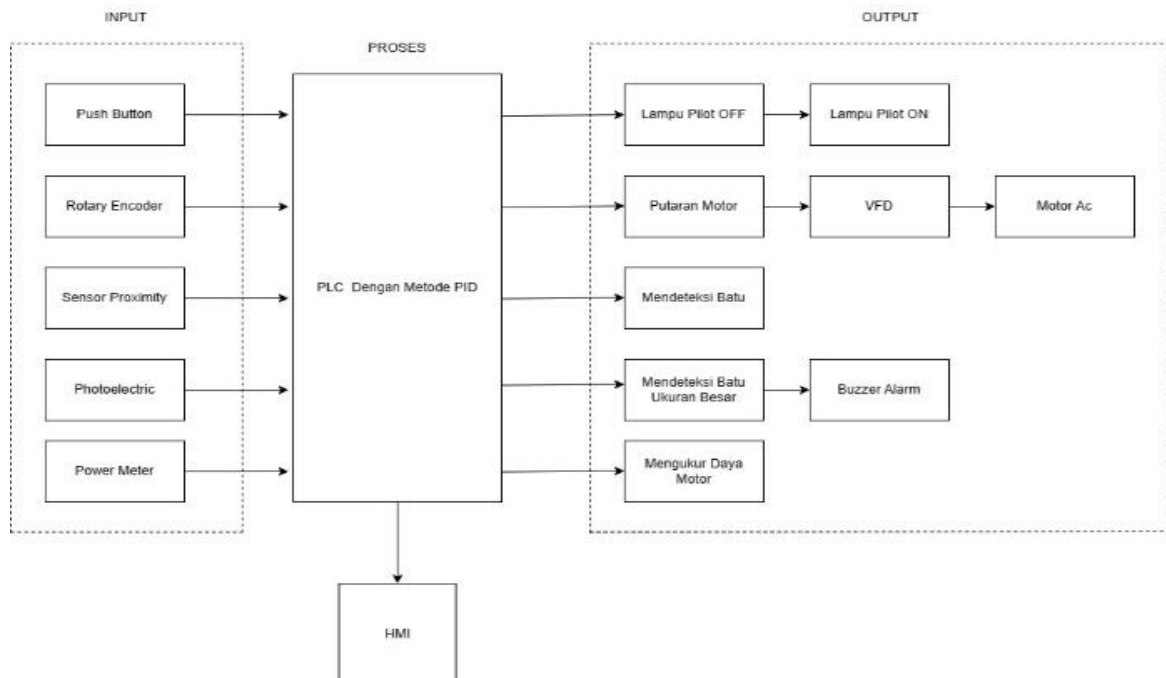 INPUT
OUTPUT
PROSES
Push Button
Rotary Encoder
Sensor Proximity
Photoelectric
Power Meter
PLC Dengan Metode PID
Lampu Pilot OFF
Lampu Pilot ON
Putaran Motor
VFD
Motor Ac
Mendeteksi Batu
Mendeteksi Batu
Ukuran Besar
Buzzer Alarm
Mengukur Daya
Motor
HMI